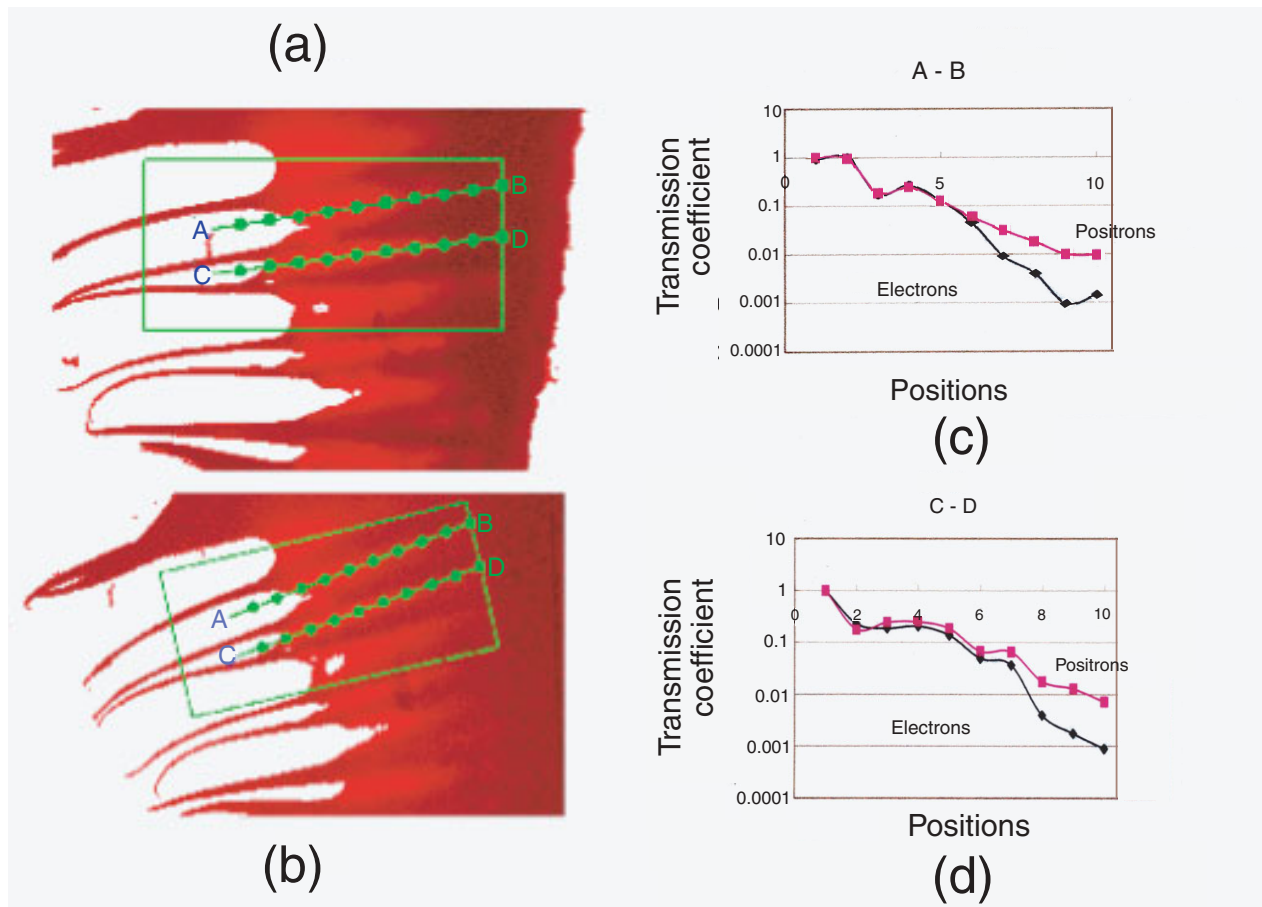 (a)
A
B
C
D
(b)
A
B
C
D
A - B
Transmission
coefficient
10
1
0.1
0.01
0.001
0.0001
0
5
10
Positrons
Electrons
Positions
(c)
C - D
Transmission
coefficient
10
1
0.1
0.01
0.001
0.0001
0
2
4
6
8
10
Positrons
Electrons
Positions
(d)